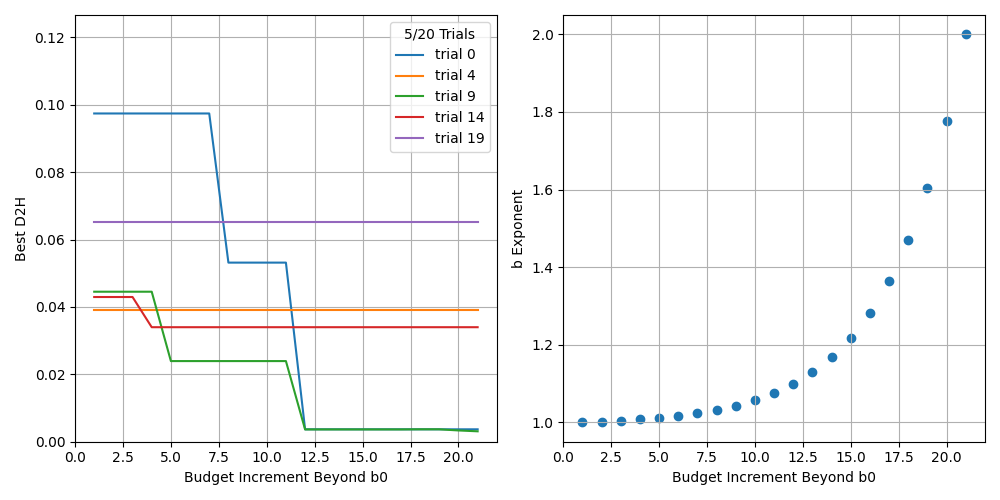 0.12
0.10
0.08
0.06
0.04
0.02
0.00
Best D2H
5/20 Trials
trial 0
trial 4
trial 9
trial 14
trial 19
0.0 2.5 5.0 7.5 10.0 12.5 15.0 17.5 20.0
Budget Increment Beyond b0
2.0
1.8
1.6
1.4
1.2
1.0
b Exponent
0.0 2.5 5.0 7.5 10.0 12.5 15.0 17.5 20.0
Budget Increment Beyond b0